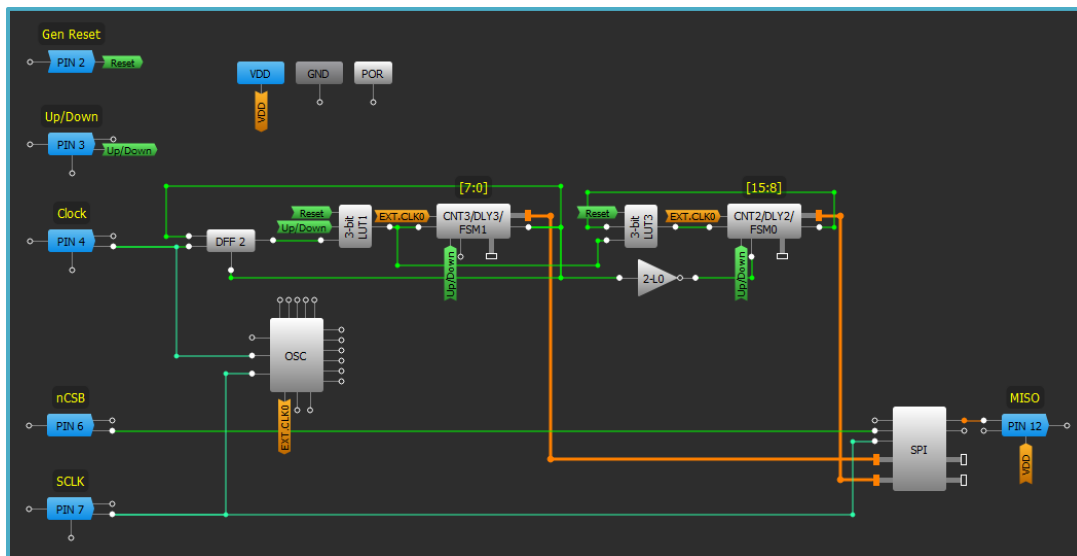 Gen Reset
PIN 2
Reset
VDD
GND
POR
VDD
Up/Down
PIN 3
Up/Down
[7:0]
[15:8]
Clock
PIN 4
DFF 2
Reset
Up/Down
3-bit
LUT1
EXT.CLK0
CNT3/DLY3/
FSM1
Up/Down
Reset
3-bit
LUT3
EXT.CLK0
CNT2/DLY2/
FSM0
Up/Down
2-L0
OSC
EXT.CLK0
nCSB
PIN 6
SPI
MISO
PIN 12
VDD
SCLK
PIN 7